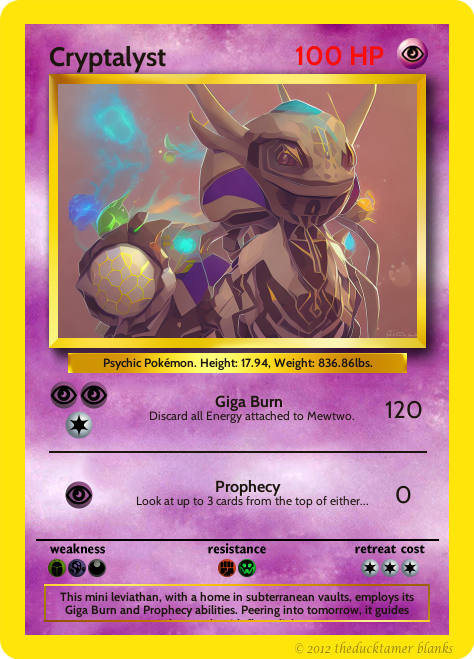 Cryptalyst 100 HP
Psychic Pokémon. Height: 17.94, Weight: 836.86lbs.
Giga Burn 120
Discard all Energy attached to Mewtwo.
Prophecy 0
Look at up to 3 cards from the top of either...
weakness resistance retreat cost
This mini leviathan, with a home in subterranean vaults, employs its
Giga Burn and Prophecy abilities. Peering into tomorrow, it guides
© 2012 theducktamer blanks